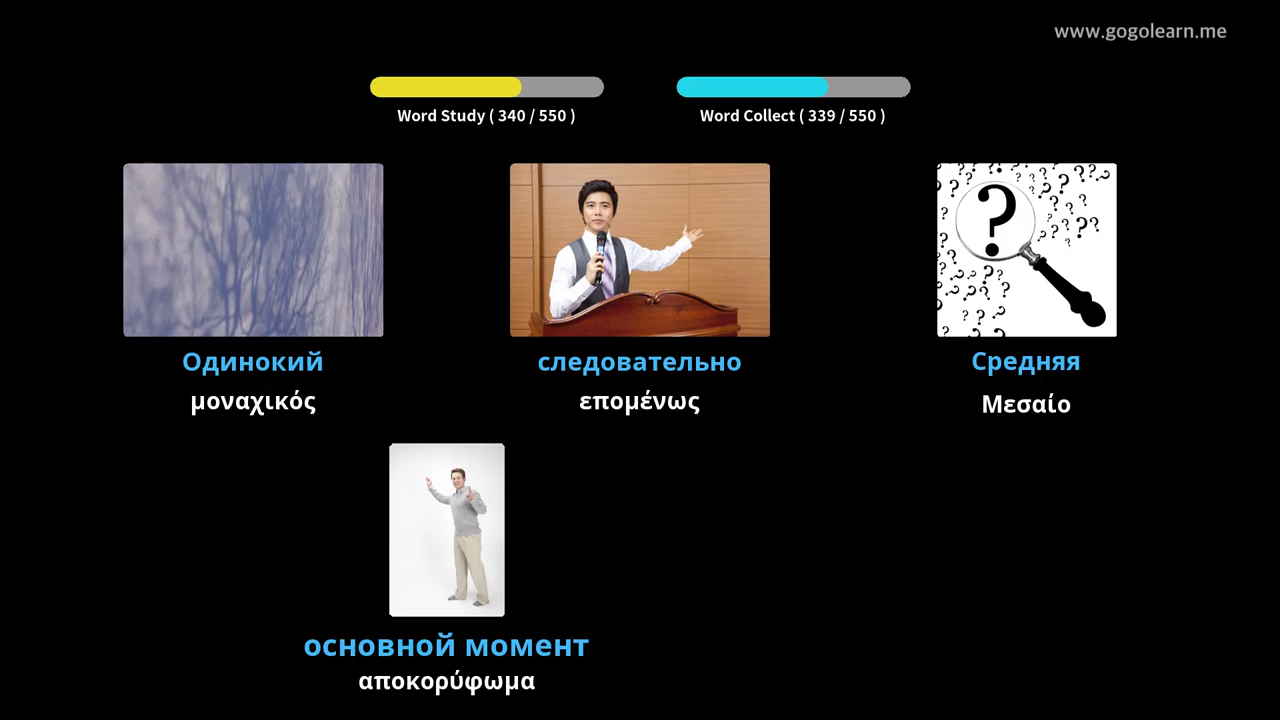 www.gogolearn.me
Word Study ( 340 / 550 )
Word Collect ( 339 / 550 )
Одинокий
μοναχικός
следовательно
επομένως
Средняя
Μεσαίο
основной момент
αποκορύφωμα